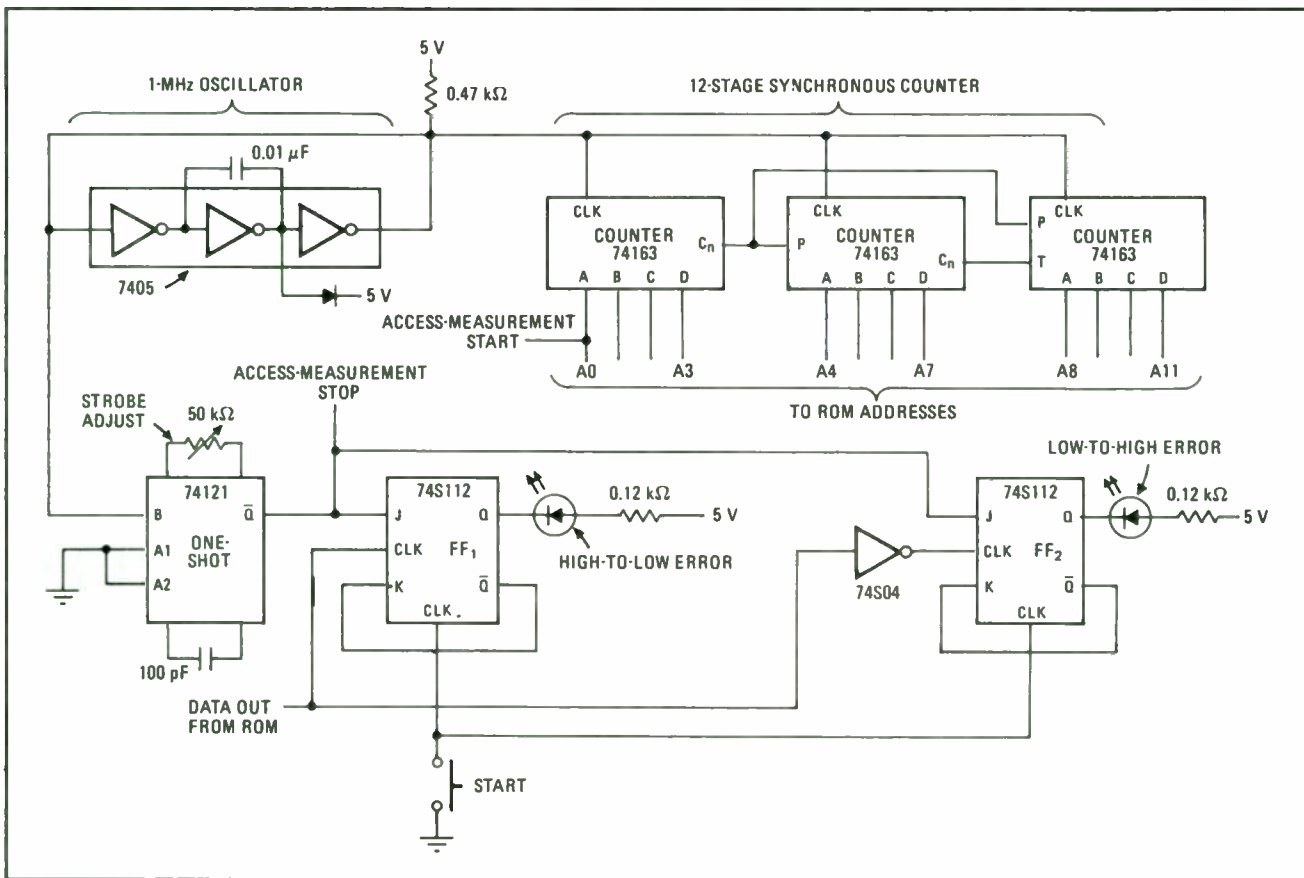 1-MHz OSCILLATOR
5 V
0.47 kΩ
12-STAGE SYNCHRONOUS COUNTER
0.01 μF
7405
5 V
CLK
COUNTER
74163
Cn
A B C D
CLK
P
COUNTER
74163
Cn
A B C D
CLK
P
COUNTER
74163
T
A B C D
ACCESS-MEASUREMENT
START
A0 A3 A4 A7 A8 A11
TO ROM ADDRESSES
ACCESS-MEASUREMENT
STOP
STROBE
ADJUST
50 kΩ
74121
B
Q̅
ONE-
SHOT
A1
A2
100 pF
74S112
J
Q
CLK
FF1
K
Q̅
CLK.
0.12 kΩ
5 V
HIGH-TO-LOW ERROR
LOW-TO-HIGH ERROR
74S04
74S112
J
Q
CLK
FF2
K
Q̅
CLK
0.12 kΩ
5 V
DATA OUT
FROM ROM
START